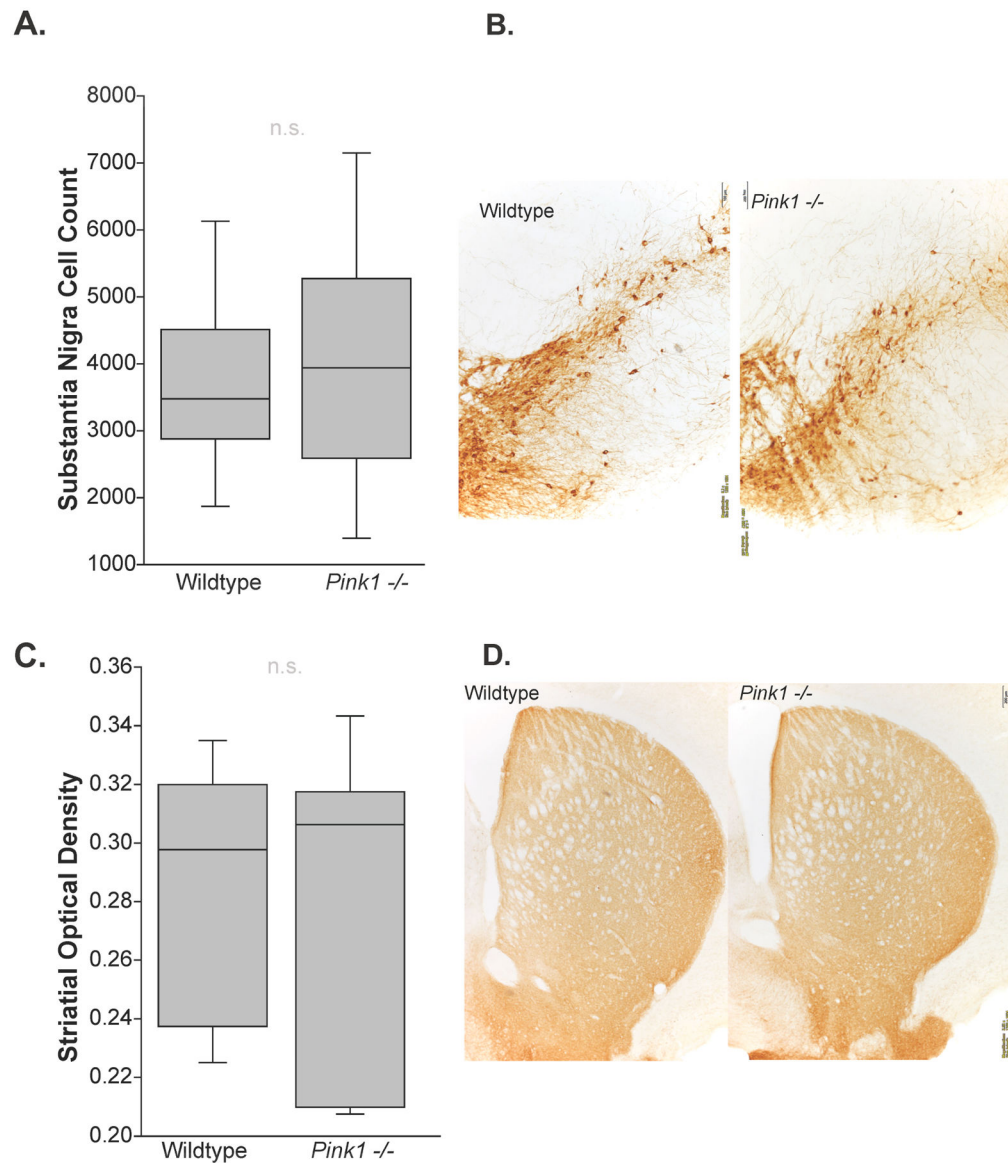 A.
B.
8000
n.s.
7000
6000
5000
4000
3000
2000
1000
Substantia Nigra Cell Count
Wildtype
Pink1 -/-
Wildtype
Pink1 -/-
C.
D.
0.36
n.s.
0.34
0.32
0.30
0.28
0.26
0.24
0.22
0.20
Striatial Optical Density
Wildtype
Pink1 -/-
Wildtype
Pink1 -/-